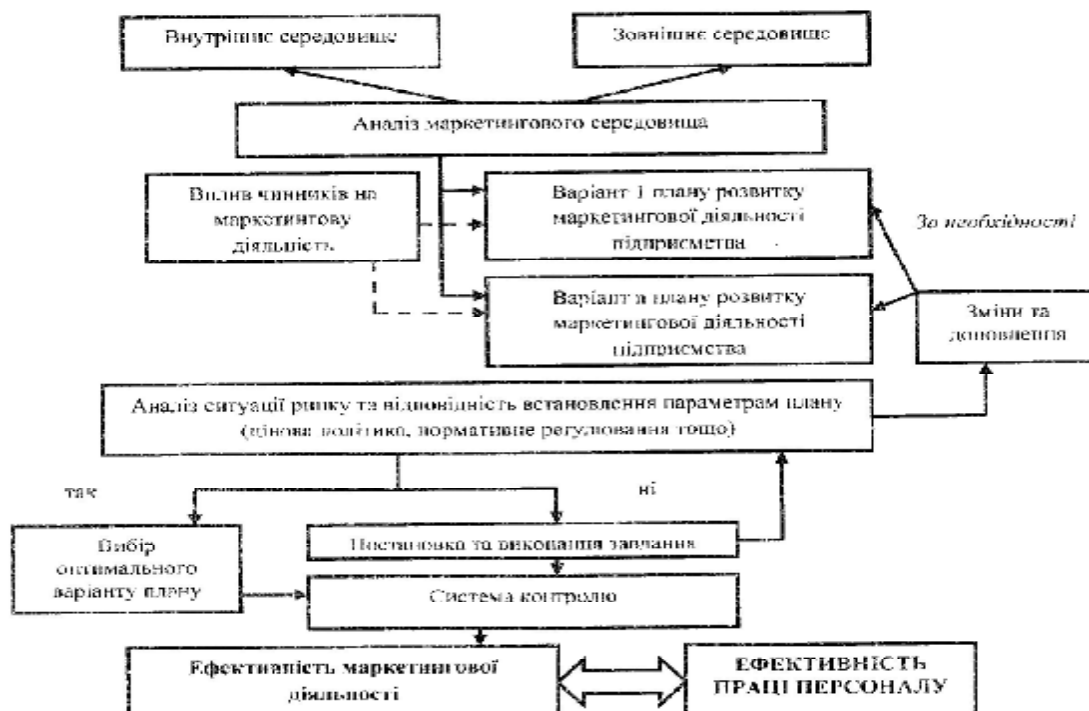 Внутрішнє середовище
Зовнішнє середовище
Аналіз маркетингового середовища
Вплив чинників на
маркетингову
діяльність
Варіант 1 плану розвитку
маркетингової діяльності
підприємства
За необхідності
Варіант n плану розвитку
маркетингової діяльності
підприємства
Зміни та
доповнення
Аналіз ситуації ринку та відповідність встановлення параметрам плану
(цінова політика, нормативне регулювання тощо)
так
ні
Вибір
оптимального
варіанту плану
Постановка та виконання завдання
Система контролю
Ефективність маркетингової
діяльності
ЕФЕКТИВНІСТЬ
ПРАЦІ ПЕРСОНАЛУ